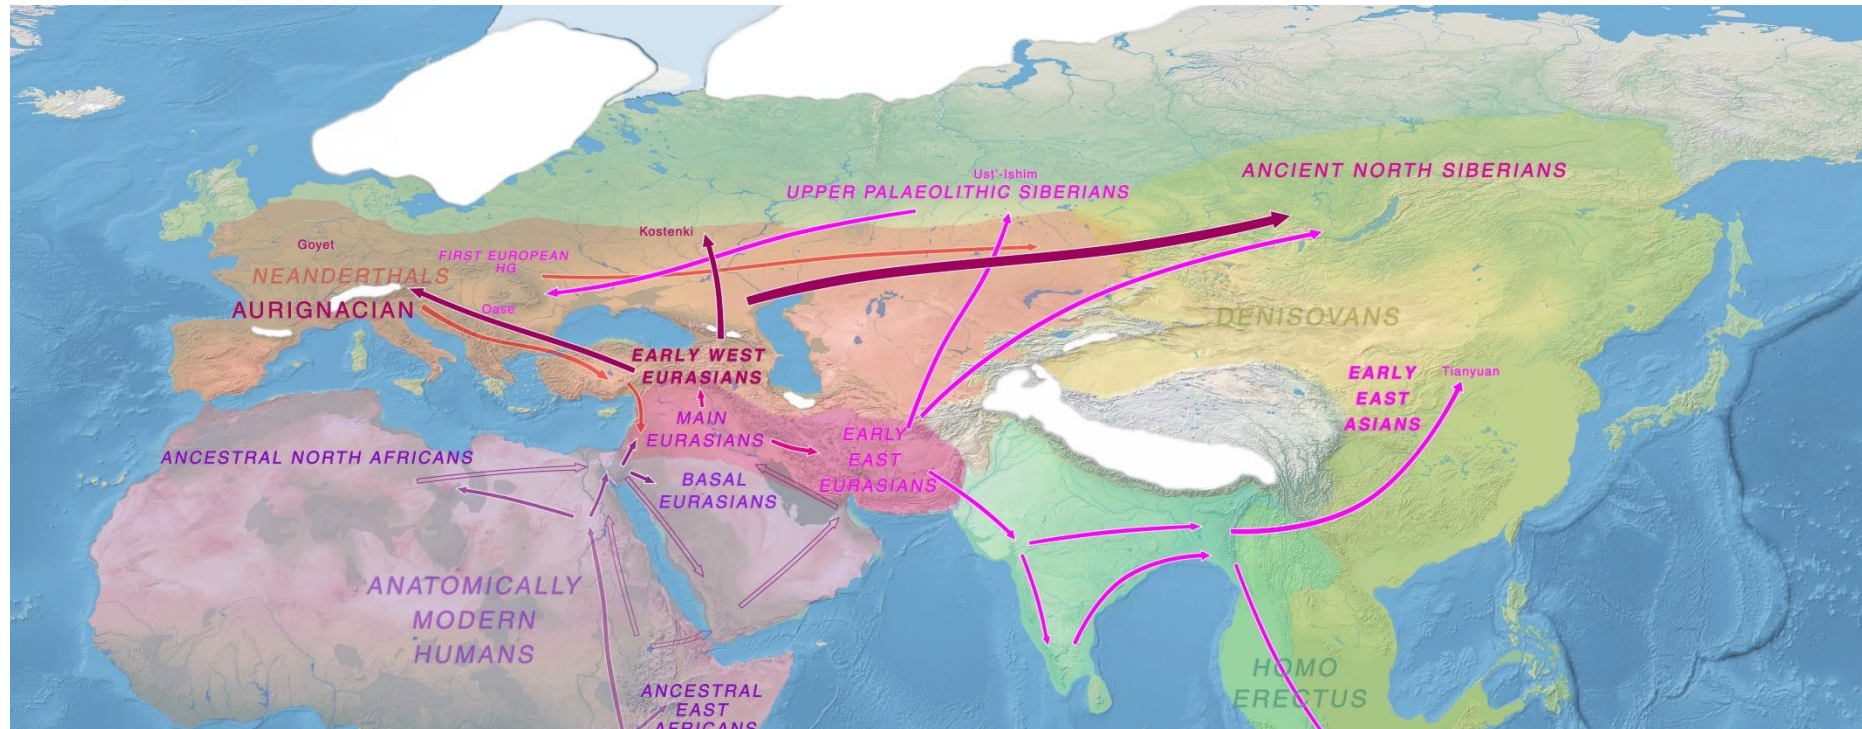 ANCIENT NORTH SIBERIANS
Ust'-Ishim
UPPER PALAEOLITHIC SIBERIANS
Kostenki
Goyet
FIRST EUROPEAN
HG
NEANDERTHALS
AURIGNACIAN
Oase
DENISOVANS
EARLY WEST
EURASIANS
EARLY
EAST
ASIANS
Tianyuan
MAIN
EURASIANS
EARLY
EAST
EURASIANS
ANCESTRAL NORTH AFRICANS
BASAL
EURASIANS
ANATOMICALLY
MODERN
HUMANS
HOMO
ERECTUS
ANCESTRAL
EAST
AFRICANS